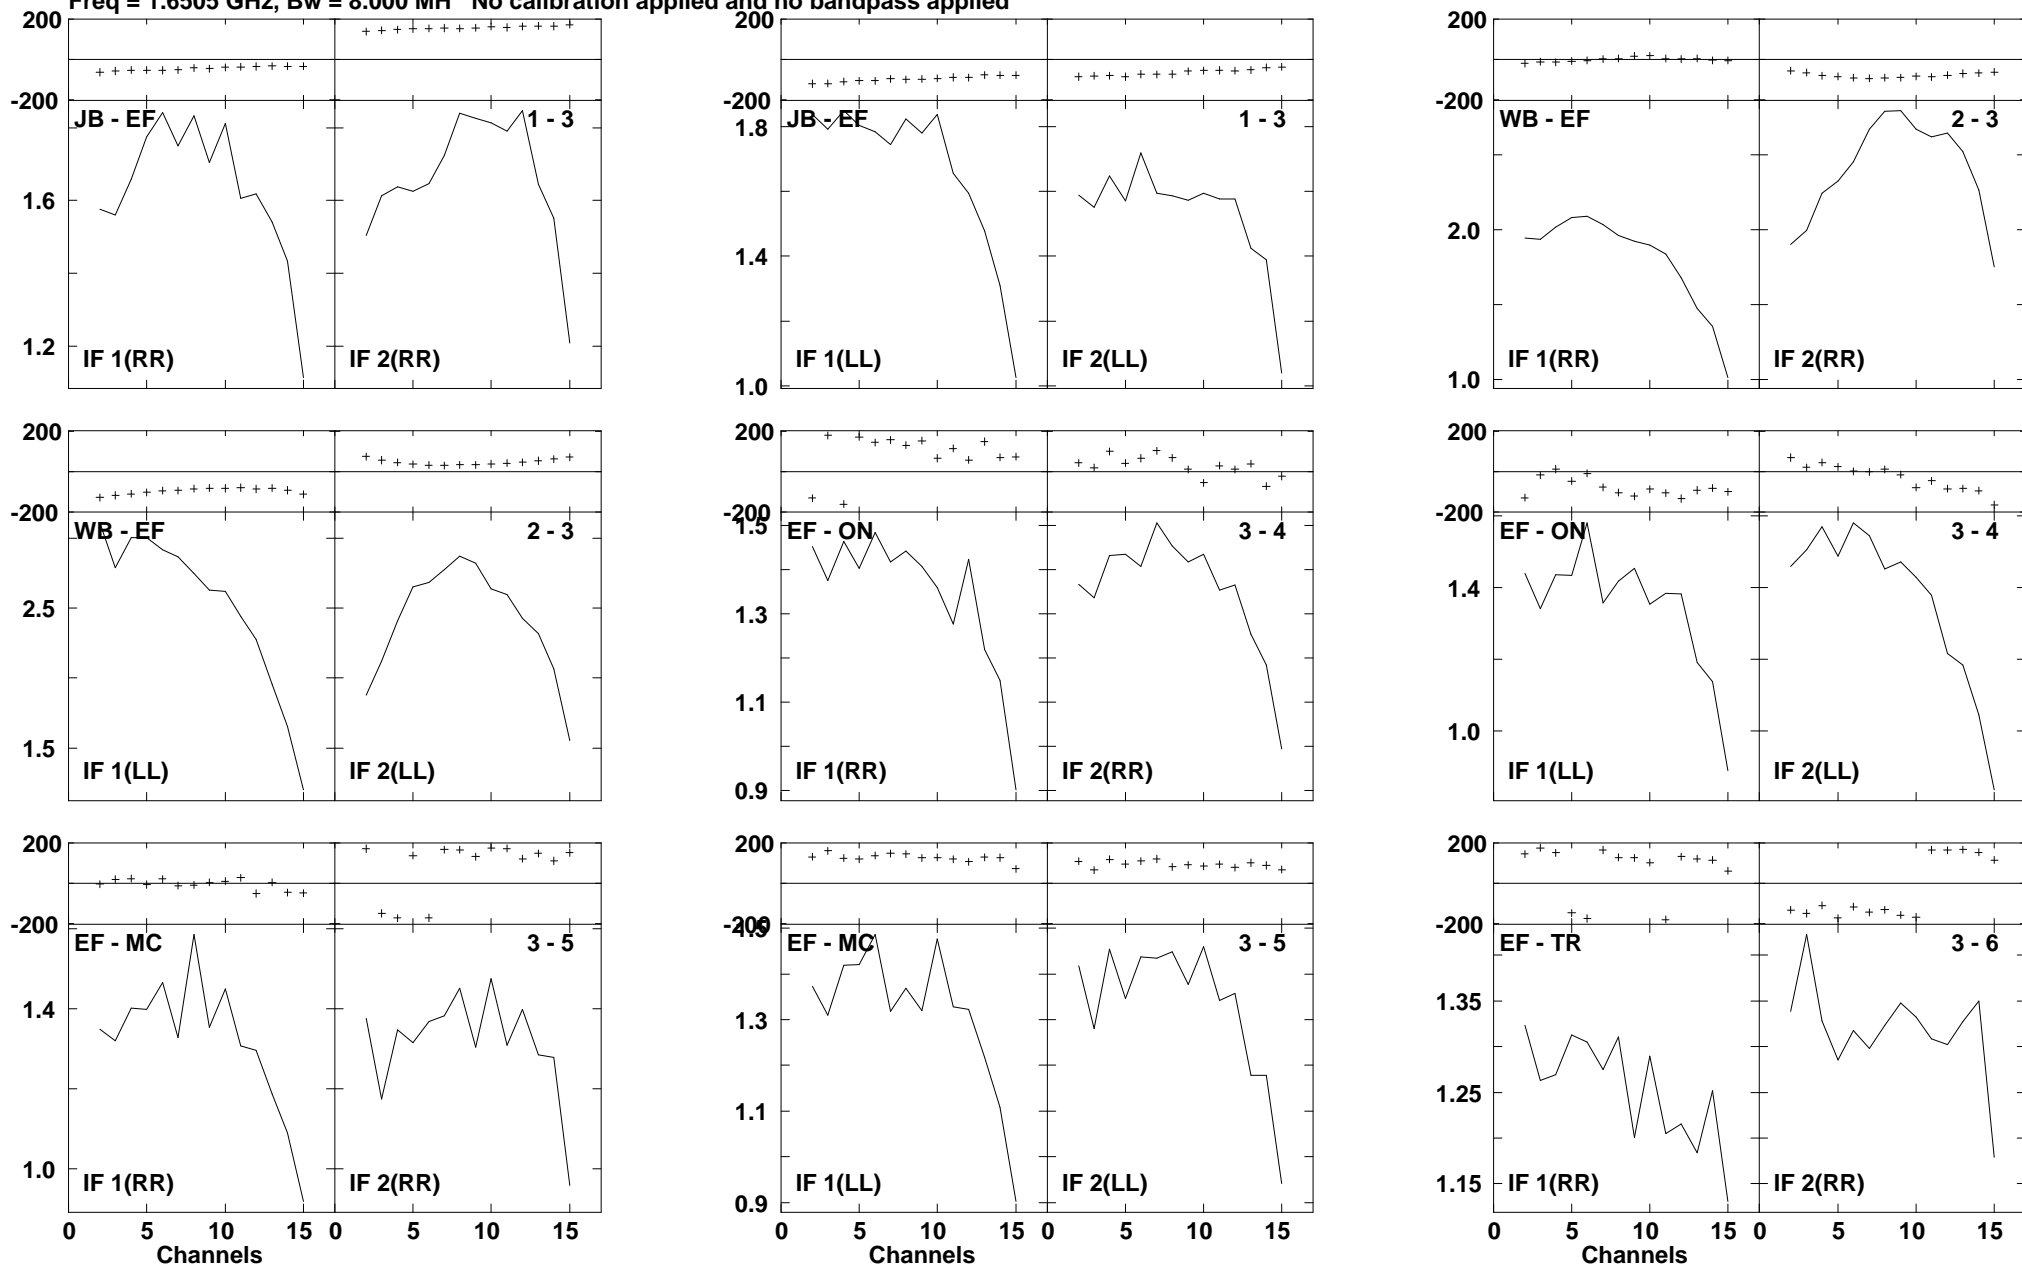 Freq = 1.6505 GHz, Bw = 8.000 MH No calibration applied and no bandpass applied
200 200 200
-200 -200 -200
JB - EF 1 - 3 JB - EF 1 - 3 WB - EF 2 - 3
1.8
1.6 2.0
1.4
1.2
1.0 1.0
IF 1(RR) IF 2(RR) IF 1(LL) IF 2(LL) IF 1(RR) IF 2(RR)
200 200 200
-200 -200 -200
WB - EF 2 - 3 EF - ON 3 - 4 EF - ON 3 - 4
1.5
2.5 1.3 1.4
1.1
1.5 1.0
0.9
IF 1(LL) IF 2(LL) IF 1(RR) IF 2(RR) IF 1(LL) IF 2(LL)
200 200 200
-200 -200 -200
1.5
EF - MC 3 - 5 EF - MC 3 - 5 EF - TR 3 - 6
1.4 1.3 1.35
1.1 1.25
1.0 0.9 1.15
IF 1(RR) IF 2(RR) IF 1(LL) IF 2(LL) IF 1(RR) IF 2(RR)
0 5 10 15 0 5 10 15 0 5 10 15 0 5 10 15 0 5 10 15 0 5 10 15
Channels Channels Channels